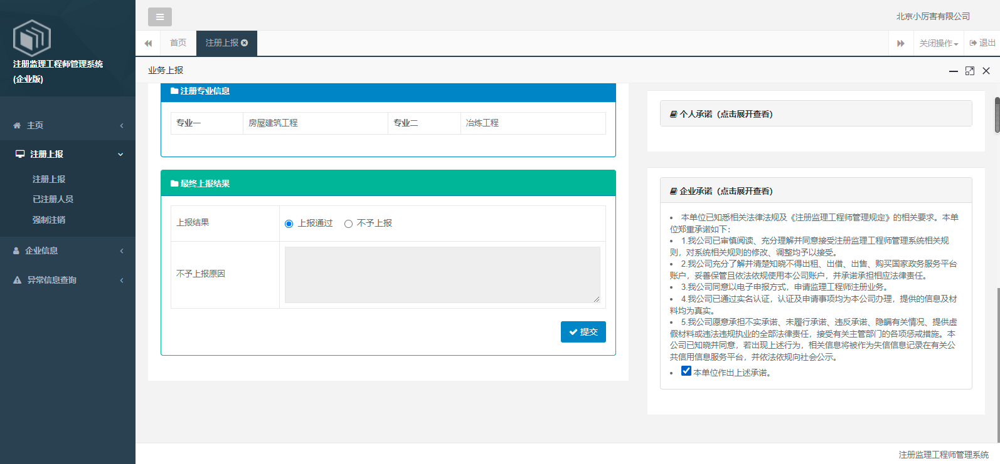 注册监理工程师管理系统
(企业版)
主页
注册上报
注册上报
已注册人员
强制注销
企业信息
异常信息查询
北京小厉害有限公司
首页
注册上报
关闭操作
退出
业务上报
注册专业信息
专业一 房屋建筑工程 专业二 冶炼工程
最终上报结果
上报结果 上报通过 不予上报
不予上报原因
提交
个人承诺（点击展开查看）
企业承诺（点击展开查看）
• 本单位已知悉相关法律法规及《注册监理工程师管理规定》的相关要求。本单
位郑重承诺如下：
• 1.我公司已审慎阅读、充分理解并同意接受注册监理工程师管理系统相关规
则，对系统相关规则的修改、调整均予以接受。
• 2.我公司充分了解并清楚知晓不得出租、出借、出售、购买国家政务服务平台
账户，妥善保管且依法依规使用本公司账户，并承诺承担相应法律责任。
• 3.我公司同意以电子申报方式，申请监理工程师注册业务。
• 4.我公司已通过实名认证，认证及申请事项均为本公司办理，提供的信息及材
料均为真实。
• 5.我公司愿意承担不实承诺、未履行承诺、违反承诺、隐瞒有关情况、提供虚
假材料或违法违规执业的全部法律责任，接受有关主管部门的各项惩戒措施。本
公司已知晓并同意，若出现上述行为，相关信息将被作为失信信息记录在有关公
共信用信息服务平台，并依法依规向社会公示。
• 本单位作出上述承诺。
注册监理工程师管理系统